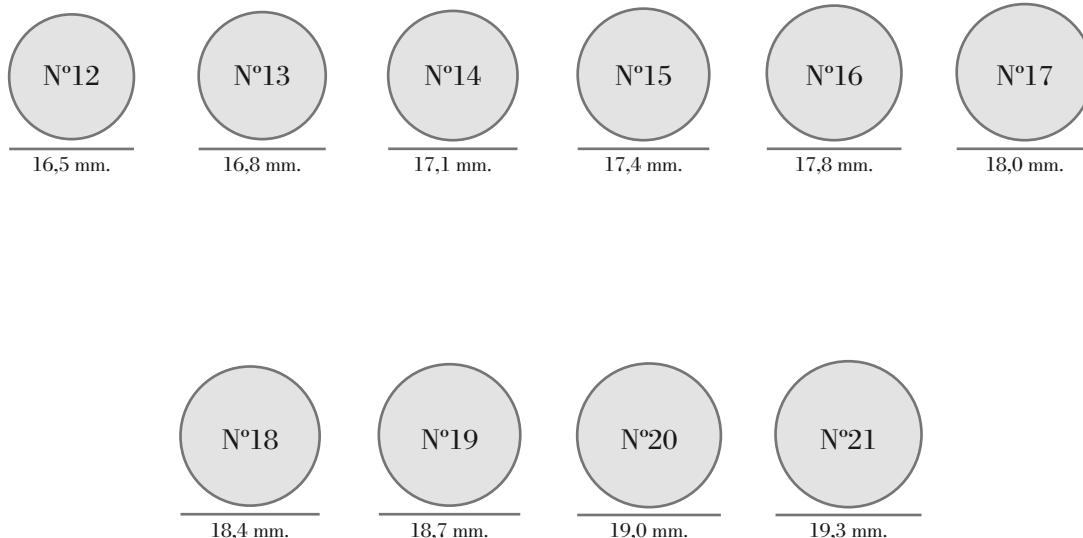 Nº12 Nº13 Nº14 Nº15 Nº16 Nº17
16,5 mm. 16,8 mm. 17,1 mm. 17,4 mm. 17,8 mm. 18,0 mm.
Nº18 Nº19 Nº20 Nº21
18,4 mm. 18,7 mm. 19,0 mm. 19,3 mm.